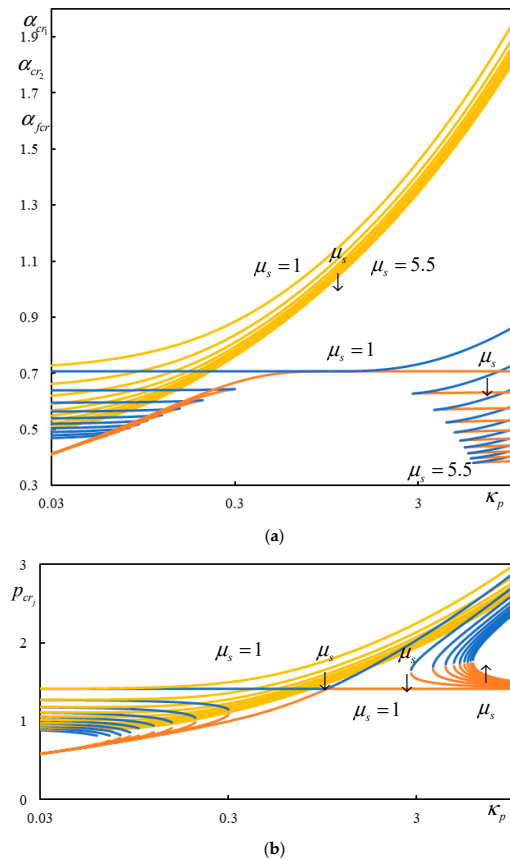 α_cr₁
1.9
α_cr₂
1.7
α_fcr
1.5
1.3
1.1
μ_s
μ_s = 1
μ_s = 5.5
↓
0.9
μ_s = 1
μ_s
↓
0.7
0.5
μ_s = 5.5
0.3
0.03
0.3
3
κ_p
(a)
3
p_cr_j
2
μ_s = 1
μ_s
μ_s
↓
↓
↑
1
μ_s = 1
μ_s
0
0.03
0.3
3
κ_p
(b)